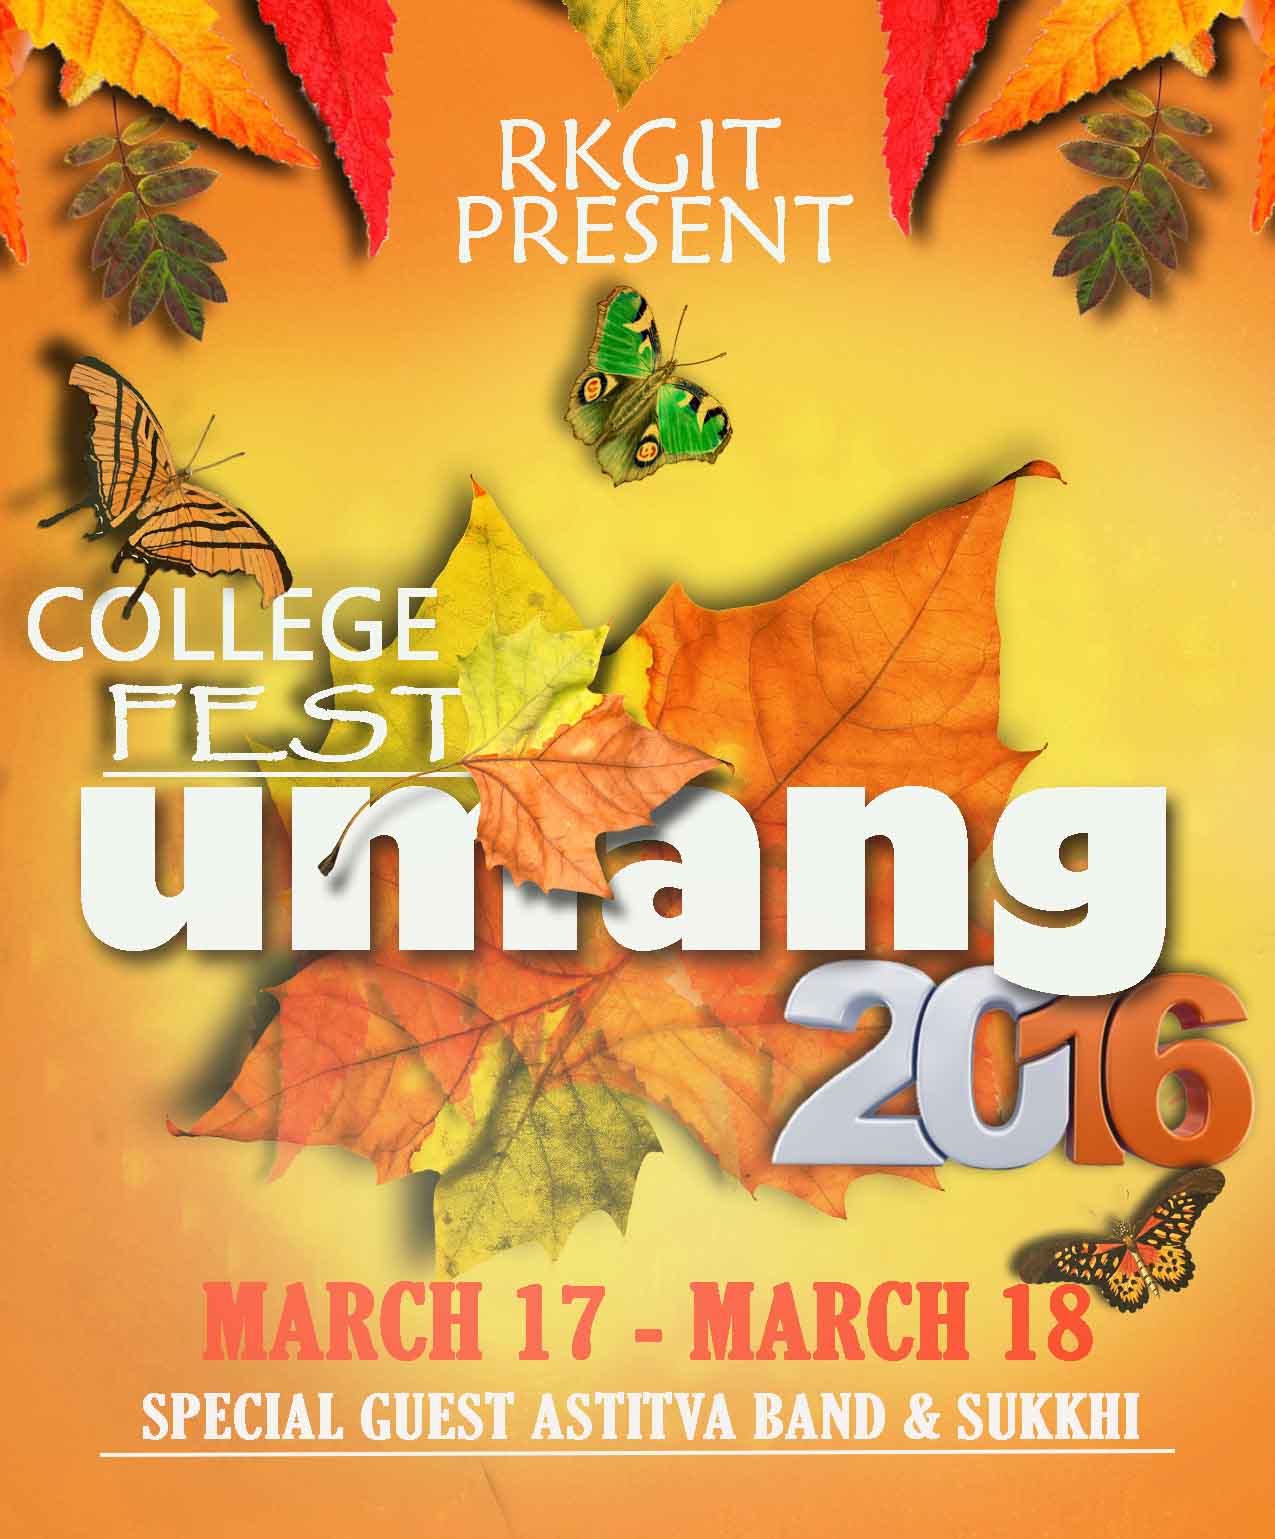 RKGIT
PRESENT
COLLEGE
FEST
umang
2016
MARCH 17 - MARCH 18
SPECIAL GUEST ASTITVA BAND & SUKKHI